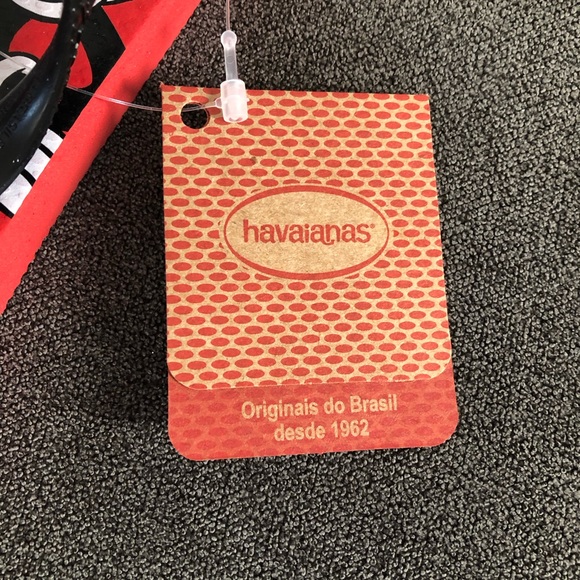 havaianas®
Originais do Brasil
desde 1962